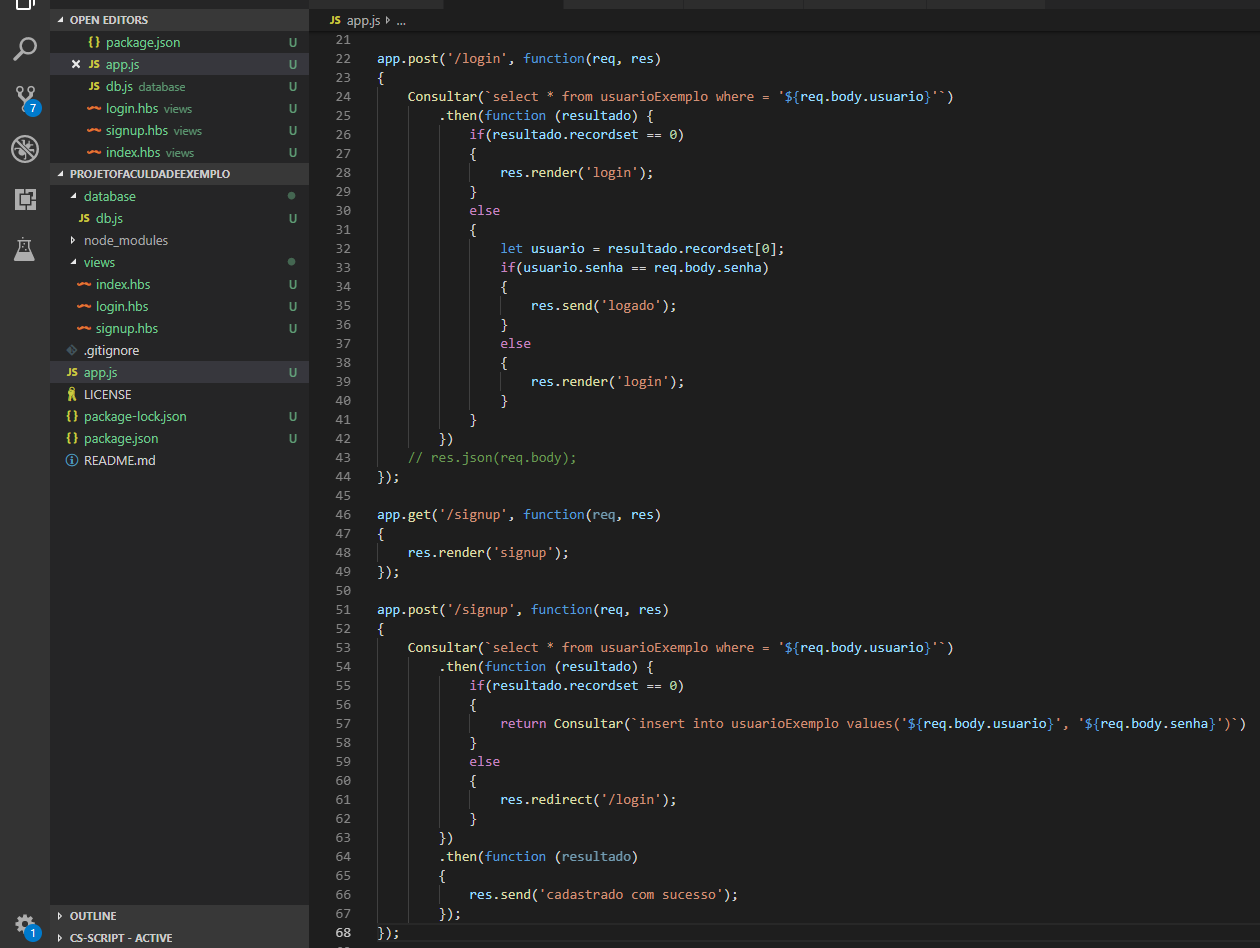 OPEN EDITORS
{} package.json U
JS app.js U
JS db.js database U
login.hbs views U
signup.hbs views U
index.hbs views U
PROJETOFACULDADEEXEMPLO
database
JS db.js U
node_modules
views
index.hbs U
login.hbs U
signup.hbs U
.gitignore
JS app.js U
LICENSE
{} package-lock.json U
{} package.json U
README.md
OUTLINE
CS-SCRIPT - ACTIVE
7
1
JS app.js ...
21
22 app.post('/login', function(req, res)
23 {
24 Consultar(`select * from usuarioExemplo where = '${req.body.usuario}'`)
25 .then(function (resultado) {
26 if(resultado.recordset == 0)
27 {
28 res.render('login');
29 }
30 else
31 {
32 let usuario = resultado.recordset[0];
33 if(usuario.senha == req.body.senha)
34 {
35 res.send('logado');
36 }
37 else
38 {
39 res.render('login');
40 }
41 }
42 })
43 // res.json(req.body);
44 });
45
46 app.get('/signup', function(req, res)
47 {
48 res.render('signup');
49 });
50
51 app.post('/signup', function(req, res)
52 {
53 Consultar(`select * from usuarioExemplo where = '${req.body.usuario}'`)
54 .then(function (resultado) {
55 if(resultado.recordset == 0)
56 {
57 return Consultar(`insert into usuarioExemplo values('${req.body.usuario}', '${req.body.senha}')`)
58 }
59 else
60 {
61 res.redirect('/login');
62 }
63 })
64 .then(function (resultado)
65 {
66 res.send('cadastrado com sucesso');
67 });
68 });